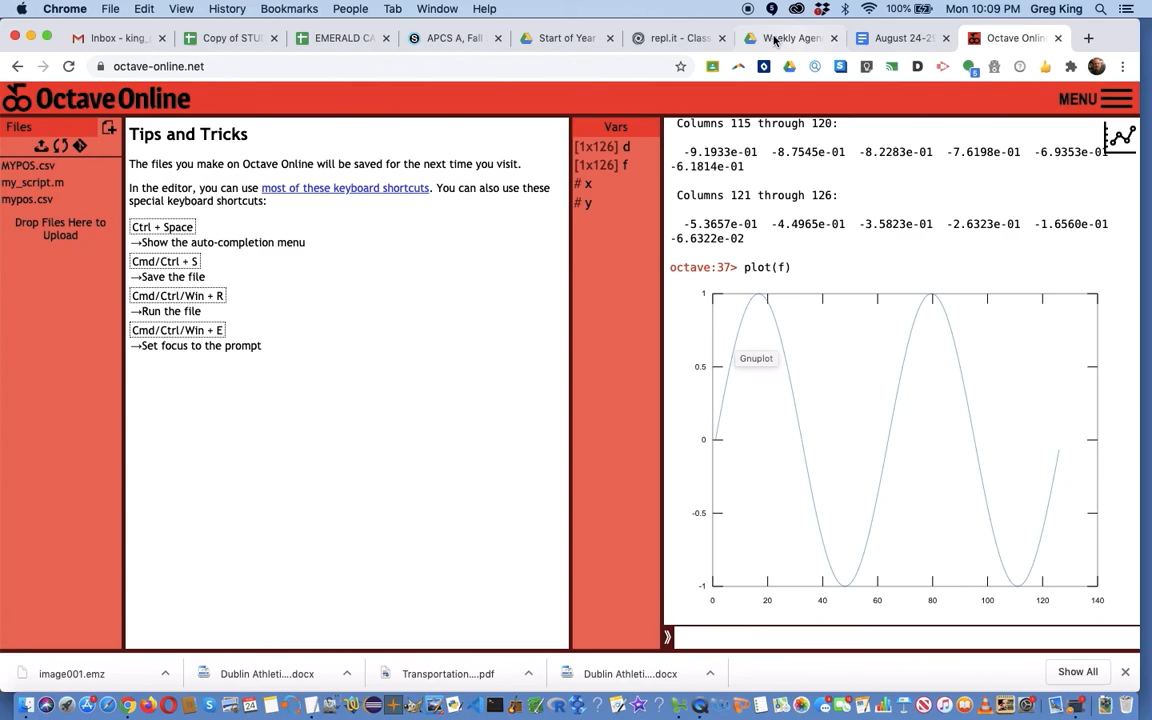 Chrome File Edit View History Bookmarks People Tab Window Help 100% Mon 10:09 PM Greg King
Inbox - king_ Copy of STU EMERALD CA APCS A, Fall Start of Year repl.it - Class Weekly Agen August 24-2 Octave Onlin
octave-online.net
OctaveOnline MENU
Files
MYPOS.csv
my_script.m
mypos.csv
Drop Files Here to
Upload
Tips and Tricks
The files you make on Octave Online will be saved for the next time you visit.
In the editor, you can use most of these keyboard shortcuts. You can also use these
special keyboard shortcuts:
Ctrl + Space
→Show the auto-completion menu
Cmd/Ctrl + S
→Save the file
Cmd/Ctrl/Win + R
→Run the file
Cmd/Ctrl/Win + E
→Set focus to the prompt
Vars
[1x126] d
[1x126] f
# x
# y
Columns 115 through 120:
-9.1933e-01 -8.7545e-01 -8.2283e-01 -7.6198e-01 -6.9353e-01
-6.1814e-01
Columns 121 through 126:
-5.3657e-01 -4.4965e-01 -3.5823e-01 -2.6323e-01 -1.6560e-01
-6.6322e-02
octave:37> plot(f)
1
0.5
0
-0.5
-1
0 20 40 60 80 100 120 140
Gnuplot
»
image001.emz Dublin Athleti....docx Transportation....pdf Dublin Athleti....docx Show All